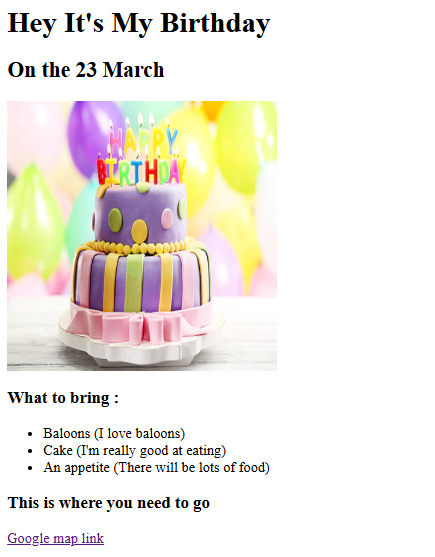 Hey It's My Birthday
On the 23 March
HAPPY
BIRTHDAY
What to bring :
Baloons (I love baloons)
Cake (I'm really good at eating)
An appetite (There will be lots of food)
This is where you need to go
Google map link